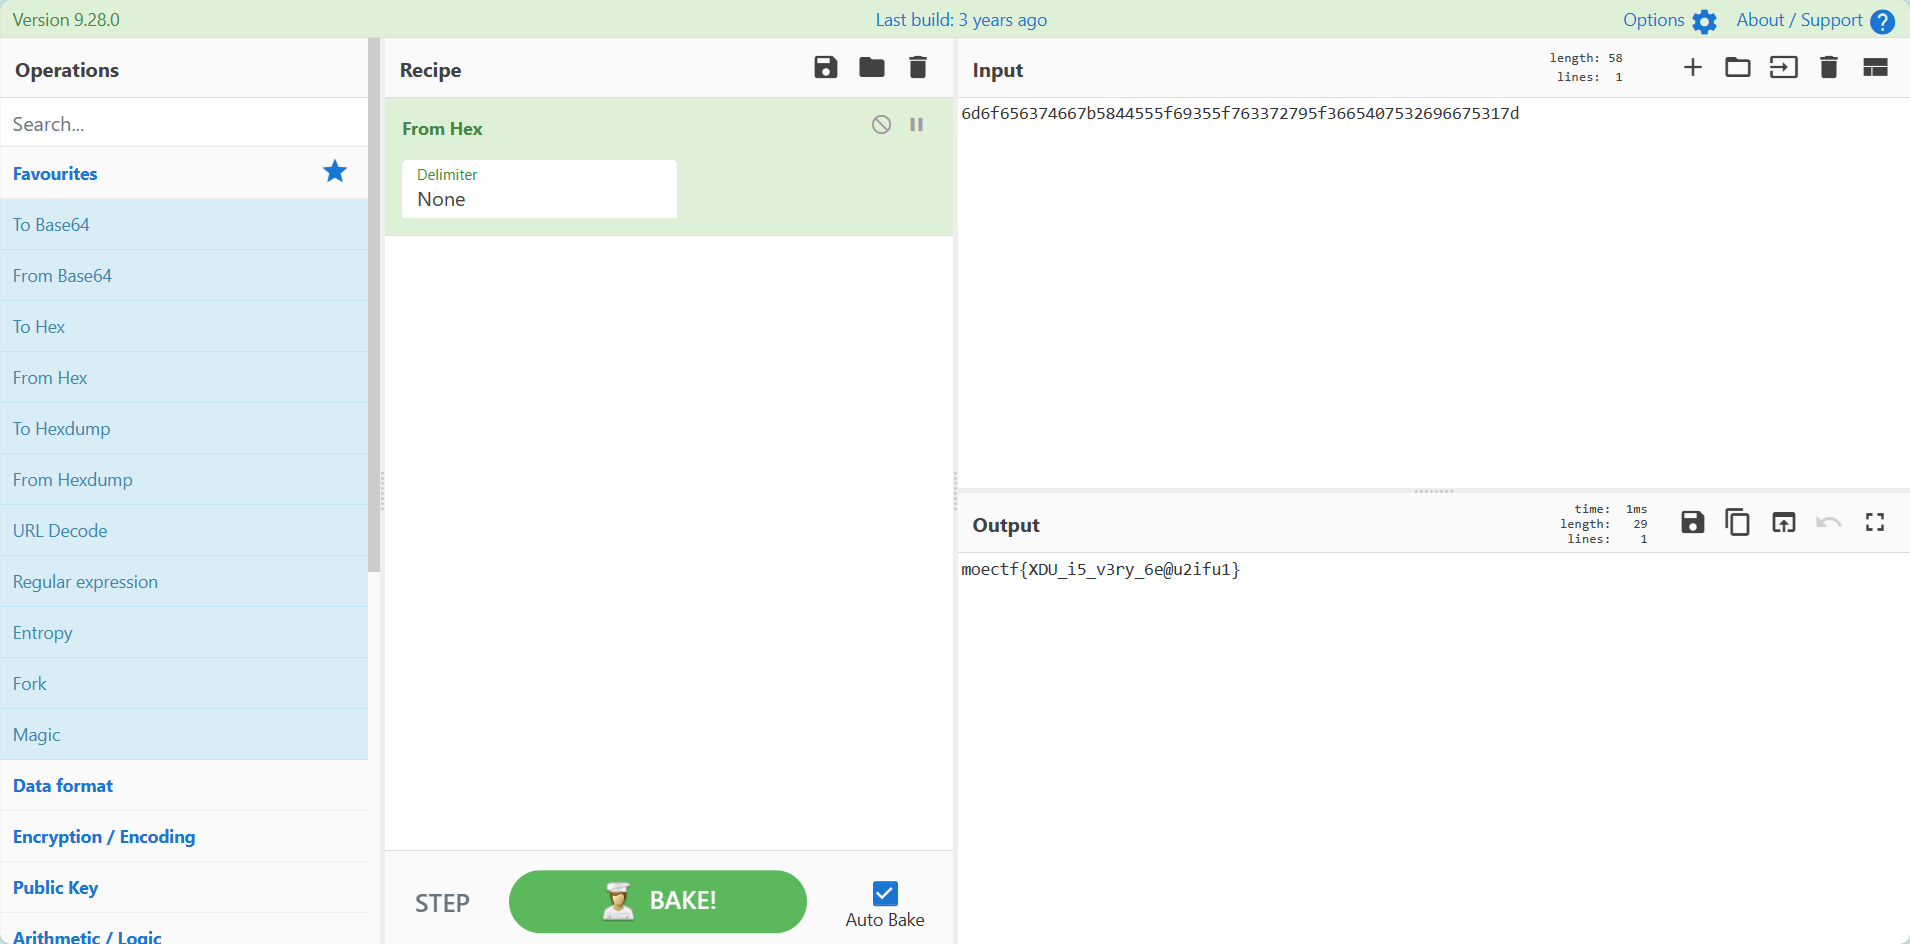 Version 9.28.0
Last build: 3 years ago
Options
About / Support
Operations
Search...
Favourites
To Base64
From Base64
To Hex
From Hex
To Hexdump
From Hexdump
URL Decode
Regular expression
Entropy
Fork
Magic
Data format
Encryption / Encoding
Public Key
Arithmetic / Logic
Recipe
From Hex
Delimiter
None
STEP
BAKE!
Auto Bake
Input
length: 58
lines: 1
6d6f656374667b5844555f69355f763372795f3665407532696675317d
Output
time: 1ms
length: 29
lines: 1
moectf{XDU_i5_v3ry_6e@u2ifu1}